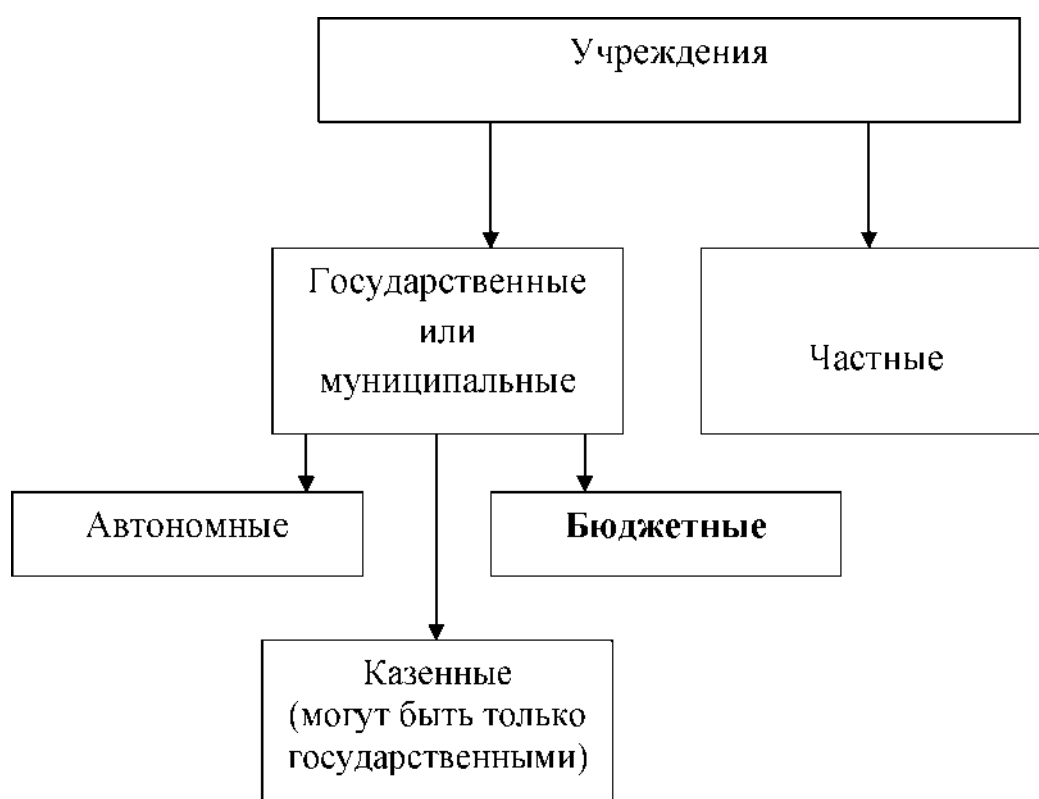 Учреждения
Государственные
или
муниципальные
Частные
Автономные
Бюджетные
Казенные
(могут быть только
государственными)